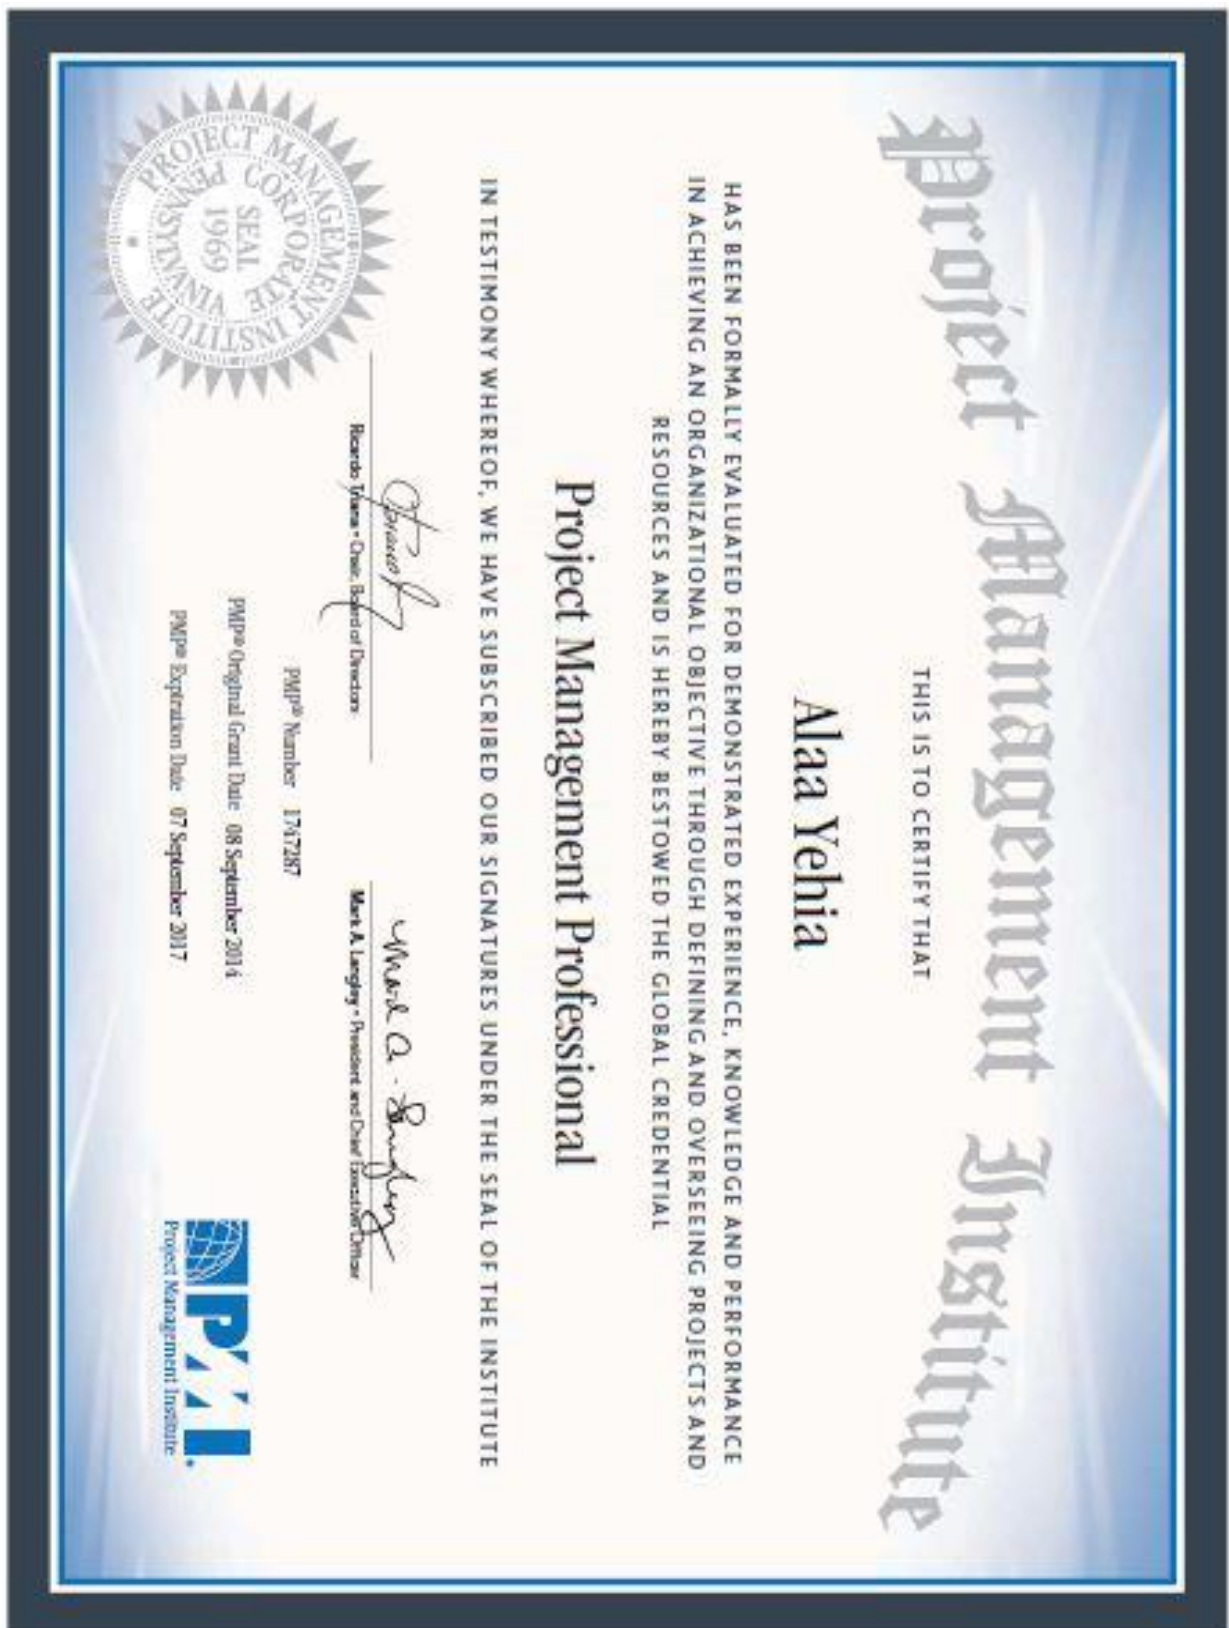 Project Management Institute
THIS IS TO CERTIFY THAT
Alaa Yehia
HAS BEEN FORMALLY EVALUATED FOR DEMONSTRATED EXPERIENCE, KNOWLEDGE AND PERFORMANCE
IN ACHIEVING AN ORGANIZATIONAL OBJECTIVE THROUGH DEFINING AND OVERSEEING PROJECTS AND
RESOURCES AND IS HEREBY BESTOWED THE GLOBAL CREDENTIAL
Project Management Professional
IN TESTIMONY WHEREOF, WE HAVE SUBSCRIBED OUR SIGNATURES UNDER THE SEAL OF THE INSTITUTE
Mark A. Langley
Ricardo Triana • Chair, Board of Directors
Mark A. Langley • President and Chief Executive Officer
PMP® Number 1747287
PMP® Original Grant Date 08 September 2014
PMP® Expiration Date 07 September 2017
PROJECT MANAGEMENT INSTITUTE
CORPORATE
SEAL
1969
PENNSYLVANIA
PMI®
Project Management Institute